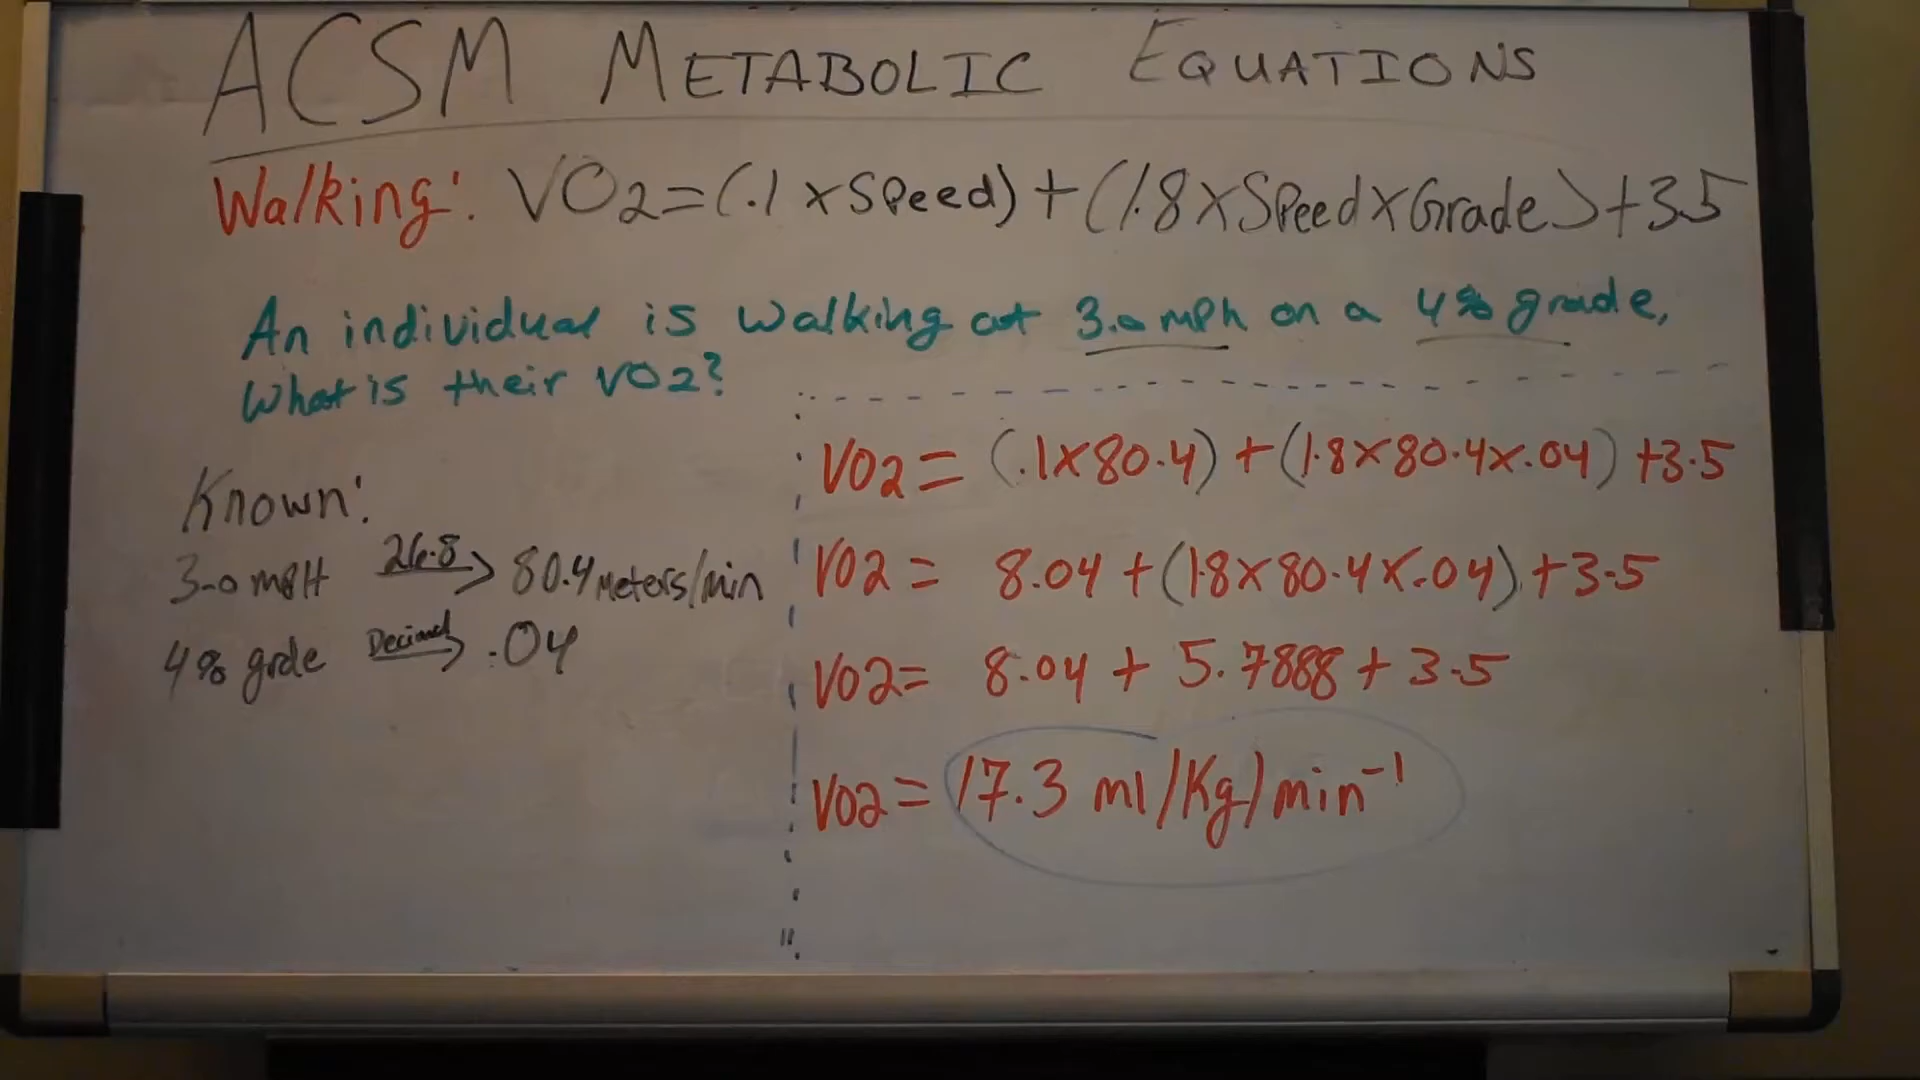 ACSM METABOLIC EQUATIONS
Walking: VO2=(.1 x Speed)+(1.8xSpeedxGrade)+3.5
An individual is walking at 3.0 mph on a 4% grade,
What is their VO2?
Known:
3.0 mpH 26.8 → 80.4 Meters/min
4% grde Decimal → .04
VO2 = (.1x80.4) + (1.8x80.4x.04) +3.5
VO2 = 8.04 + (1.8x80.4x.04) +3.5
VO2= 8.04 + 5.7888 + 3.5
VO2 = 17.3 ml/Kg/min⁻¹